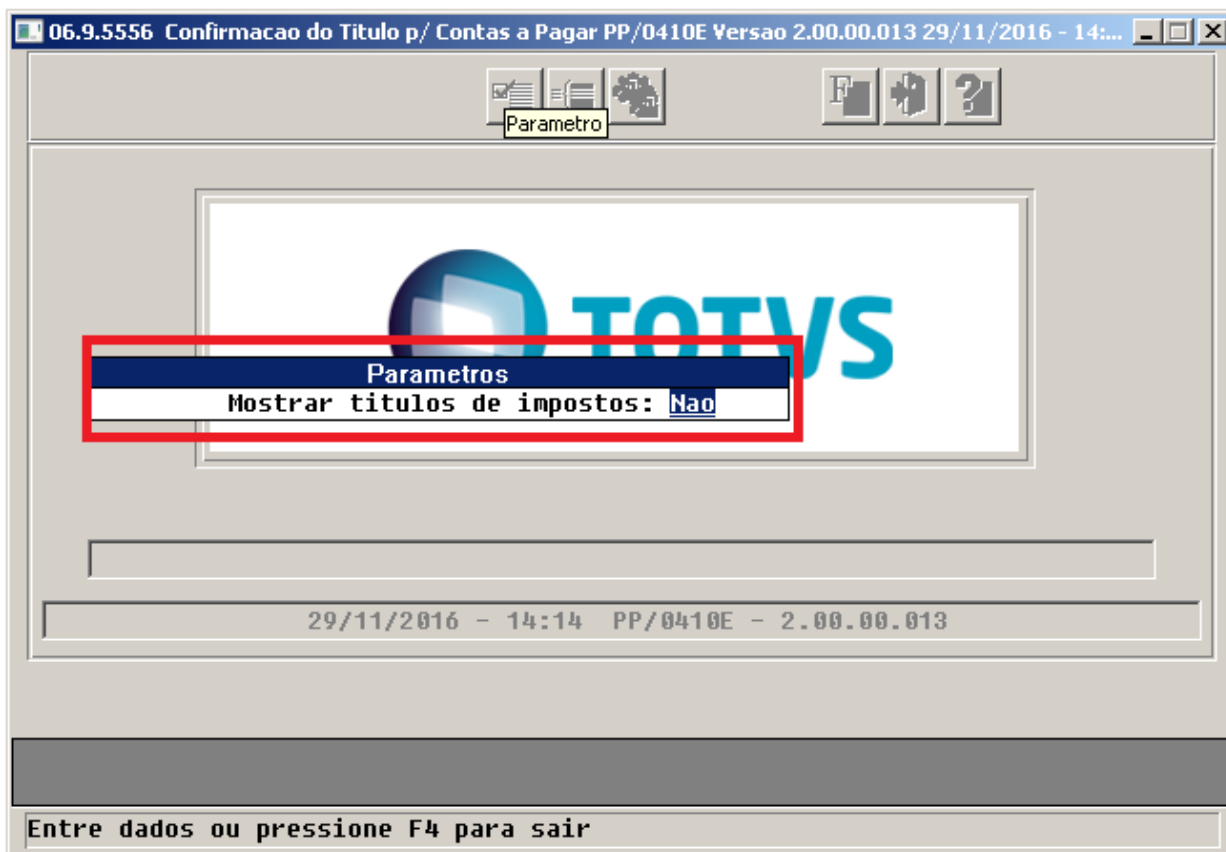 06.9.5556 Confirmacao do Titulo p/ Contas a Pagar PP/0410E Versao 2.00.00.013 29/11/2016 - 14:...
F
?
Parametro
TOTVS
Parametros
Mostrar titulos de impostos: Nao
29/11/2016 - 14:14 PP/0410E - 2.00.00.013
Entre dados ou pressione F4 para sair